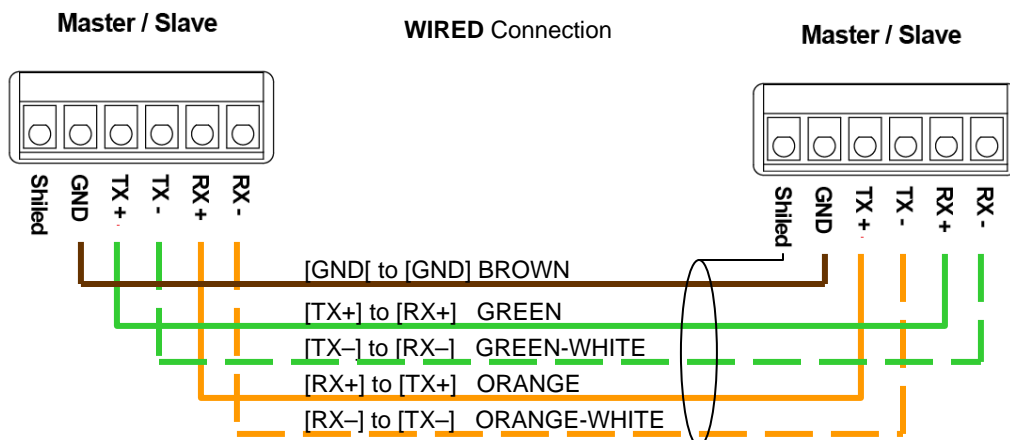 Master / Slave
WIRED Connection
Master / Slave
Shiled
GND
TX +
TX -
RX +
RX -
Shiled
GND
TX +
TX -
RX +
RX -
[GND[ to [GND] BROWN
[TX+] to [RX+] GREEN
[TX–] to [RX–] GREEN-WHITE
[RX+] to [TX+] ORANGE
[RX–] to [TX–] ORANGE-WHITE